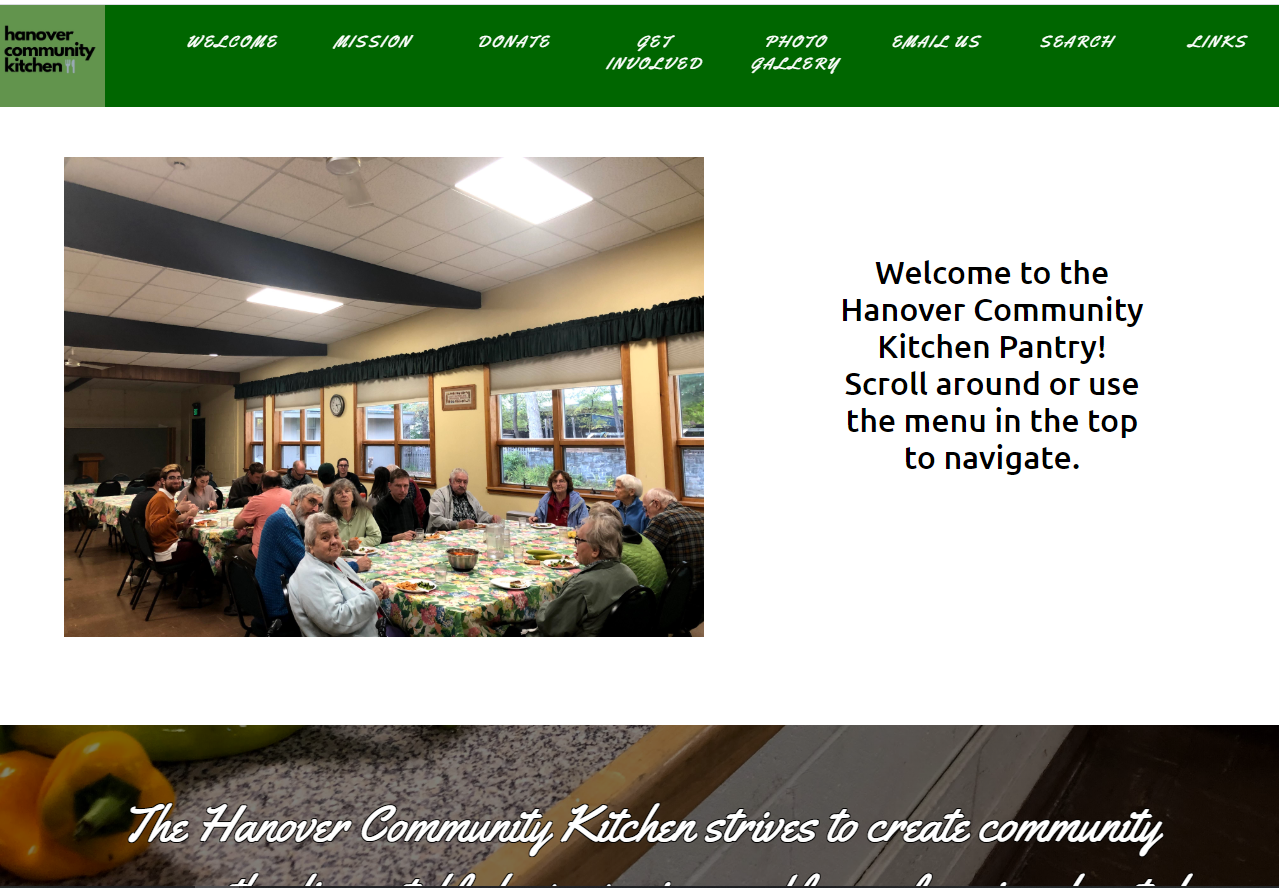 hanover
community
kitchen
WELCOME
MISSION
DONATE
GET
INVOLVED
PHOTO
GALLERY
EMAIL US
SEARCH
LINKS
Welcome to the
Hanover Community
Kitchen Pantry!
Scroll around or use
the menu in the top
to navigate.
The Hanover Community Kitchen strives to create community